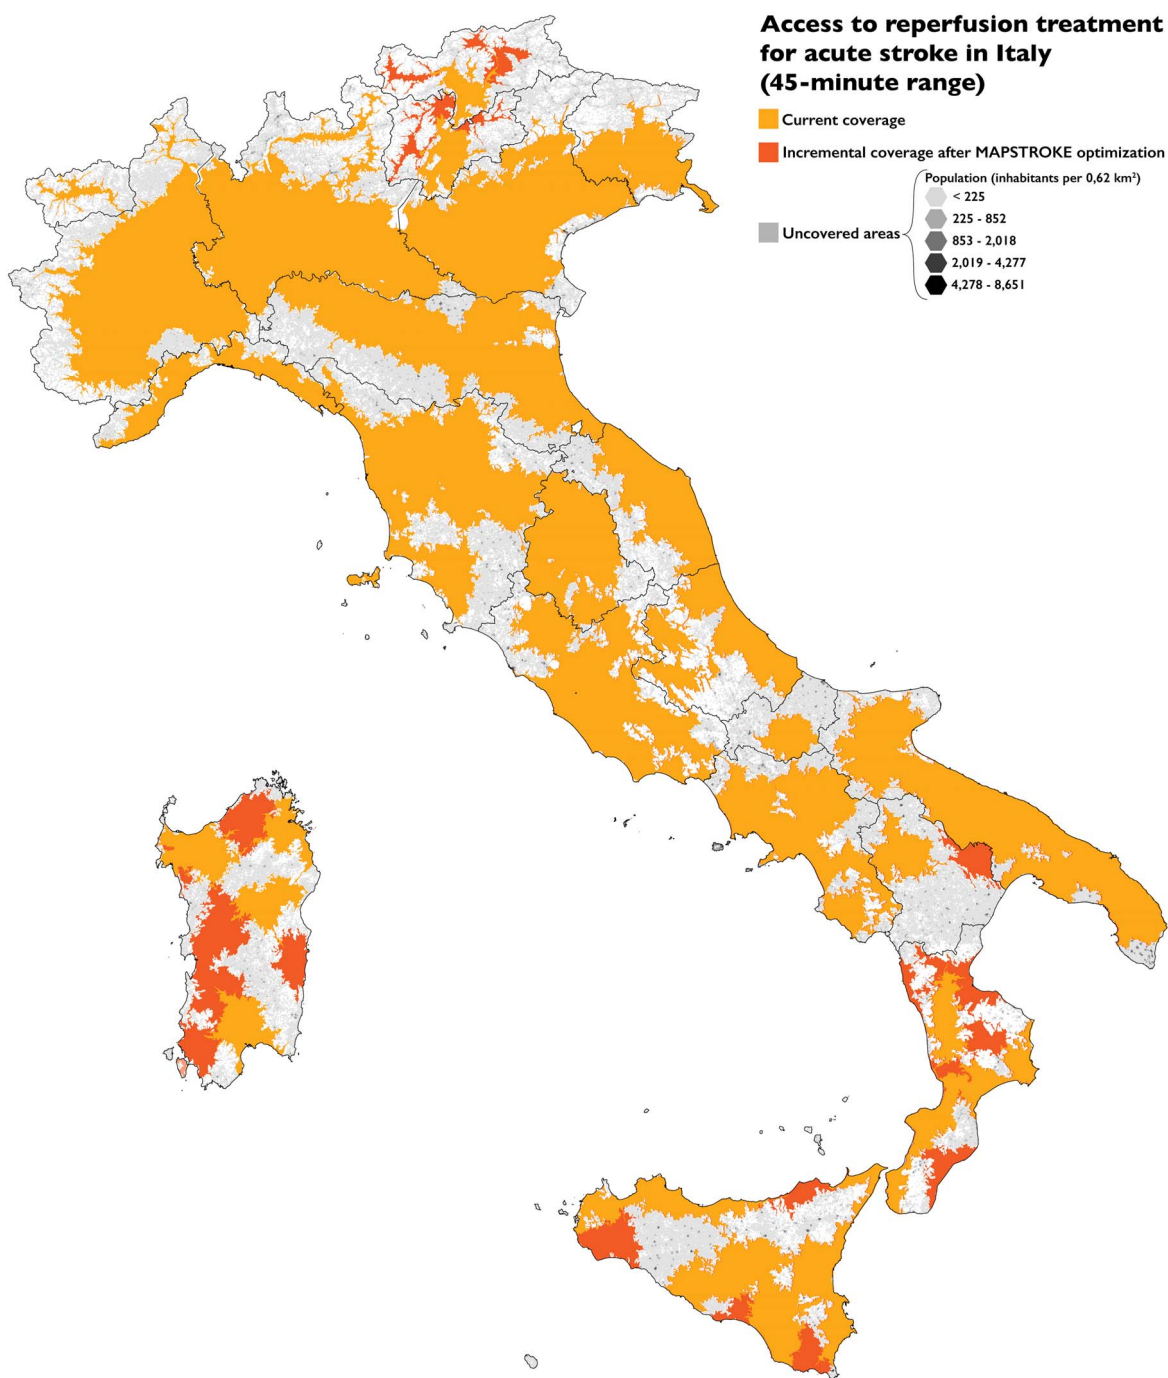 Access to reperfusion treatment
for acute stroke in Italy
(45-minute range)
Current coverage
Incremental coverage after MAPSTROKE optimization
Population (inhabitants per 0,62 km²)
< 225
225 - 852
Uncovered areas
853 - 2,018
2,019 - 4,277
4,278 - 8,651